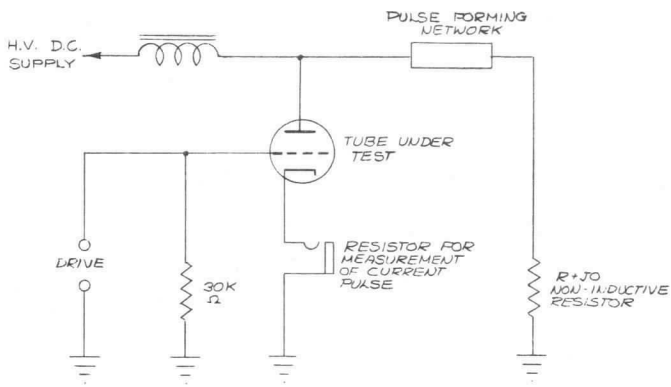 PULSE FORMING
NETWORK
H.V. D.C.
SUPPLY
TUBE UNDER
TEST
DRIVE
30K
Ω
RESISTOR FOR
MEASUREMENT
OF CURRENT
PULSE
R+JO
NON-INDUCTIVE
RESISTOR